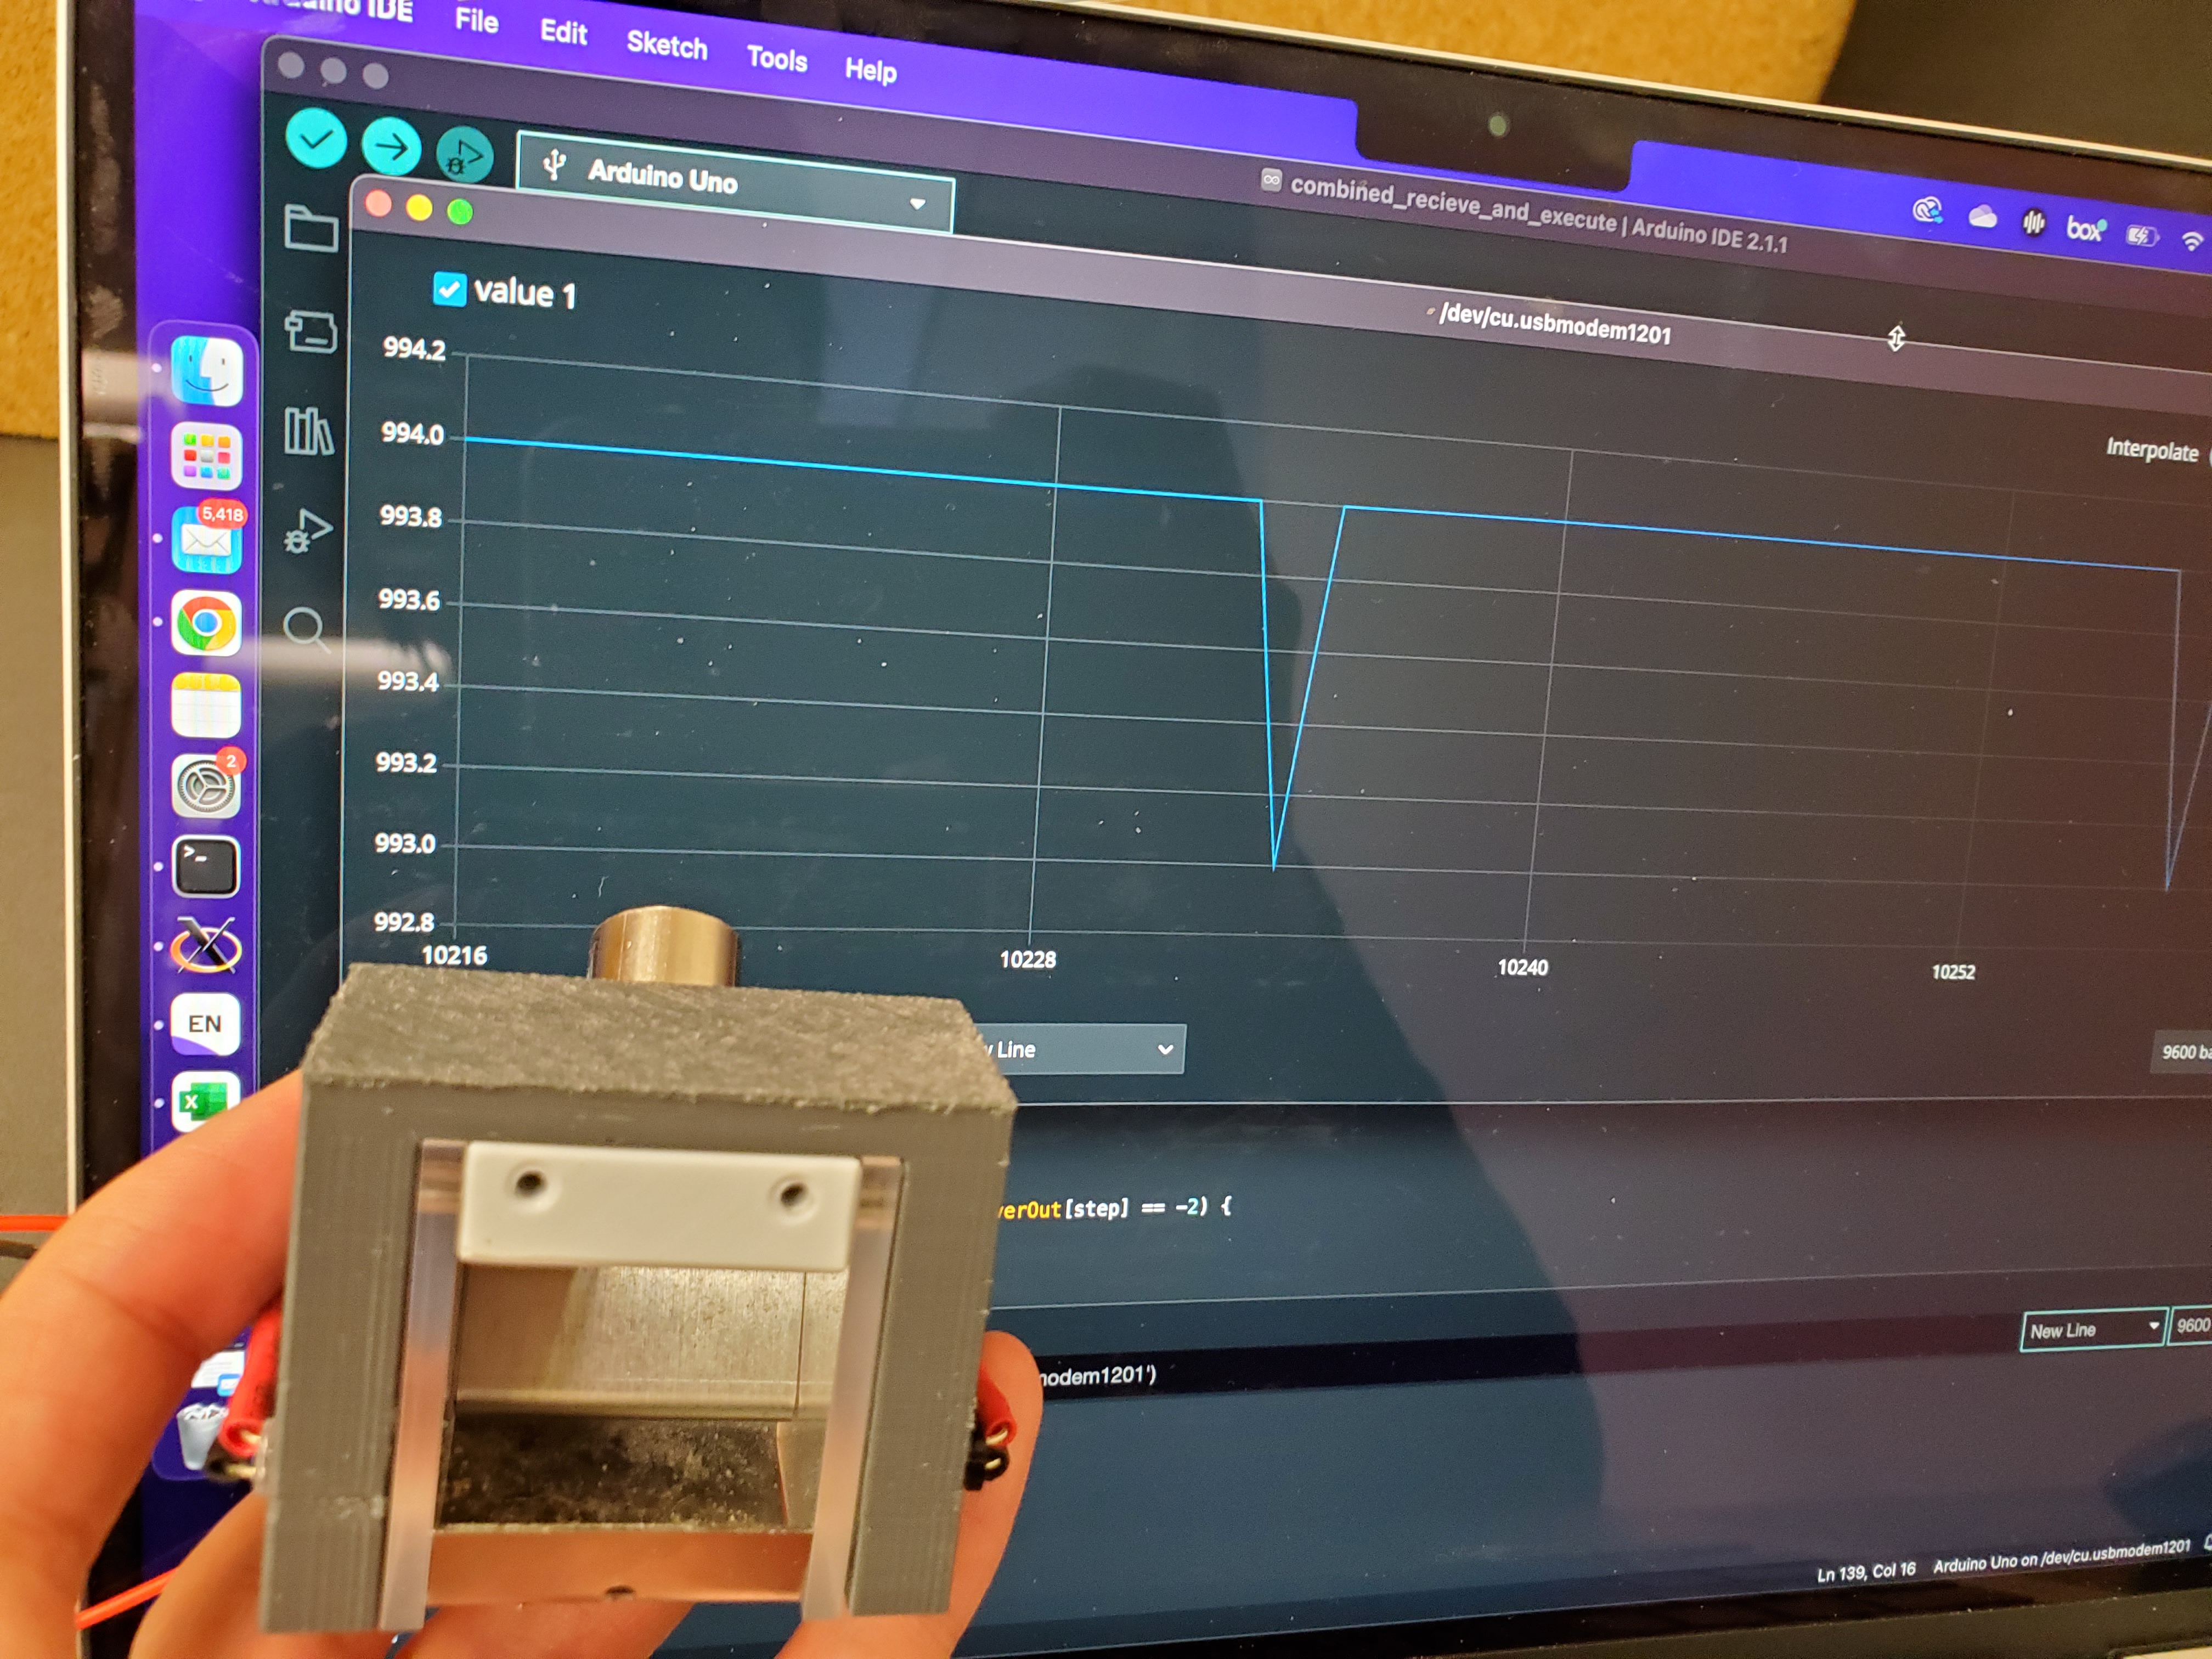 File Edit Sketch Tools Help
Arduino Uno
combined_recieve_and_execute | Arduino IDE 2.1.1
box
value 1
/dev/cu.usbmodem1201
Interpolate
994.2
994.0
993.8
993.6
993.4
993.2
993.0
992.8
10216 10228 10240 10252
5,418
2
>_
EN
X
Line
9600 ba
verOut[step] == -2) {
New Line
9600
modem1201')
Ln 139, Col 16 Arduino Uno on /dev/cu.usbmodem1201